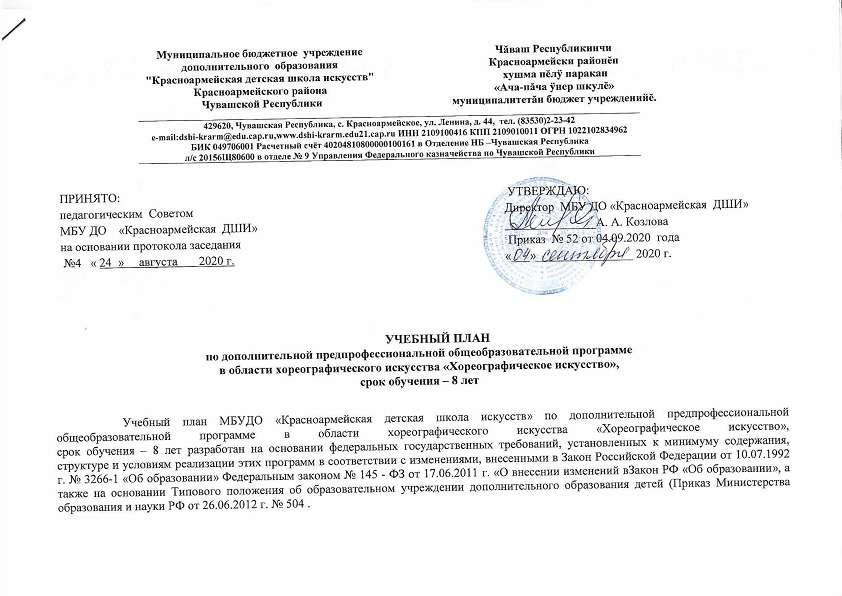 Муниципальное бюджетное учреждение
дополнительного образования
"Красноармейская детская школа искусств"
Красноармейского района
Чувашской Республики
Чӑваш Республикинчи
Красноармейски районӗн
хушма пӗлӳ паракан
«Ача-пӑча ӳнер шкулӗ»
муниципалитетӑн бюджет учрежденийӗ.
429620, Чувашская Республика, с. Красноармейское, ул. Ленина, д. 44, тел. (83530)2-23-42
e-mail:dshi-krarm@edu.cap.ru,www.dshi-krarm.edu21.cap.ru ИНН 2109100416 КПП 2109010011 ОГРН 1022102834962
БИК 049706001 Расчетный счёт 40204810800000100161 в Отделение НБ –Чувашская Республика
л/с 20156Щ80600 в отделе № 9 Управления Федерального казначейства по Чувашской Республики
ПРИНЯТО:
педагогическим Советом
МБУ ДО «Красноармейская ДШИ»
на основании протокола заседания
№4 « 24 » августа 2020 г.
УТВЕРЖДАЮ:
Директор МБУ ДО «Красноармейская ДШИ»
А. А. Козлова
Приказ № 52 от 04.09.2020 года
«04» сентября 2020 г.
УЧЕБНЫЙ ПЛАН
по дополнительной предпрофессиональной общеобразовательной программе
в области хореографического искусства «Хореографическое искусство»,
срок обучения – 8 лет
Учебный план МБУДО «Красноармейская детская школа искусств» по дополнительной предпрофессиональной
общеобразовательной программе в области хореографического искусства «Хореографическое искусство»,
срок обучения – 8 лет разработан на основании федеральных государственных требований, установленных к минимуму содержания,
структуре и условиям реализации этих программ в соответствии с изменениями, внесенными в Закон Российской Федерации от 10.07.1992
г. № 3266-1 «Об образовании» Федеральным законом № 145 - ФЗ от 17.06.2011 г. «О внесении изменений вЗакон РФ «Об образовании», а
также на основании Типового положения об образовательном учреждении дополнительного образования детей (Приказ Министерства
образования и науки РФ от 26.06.2012 г. № 504 .